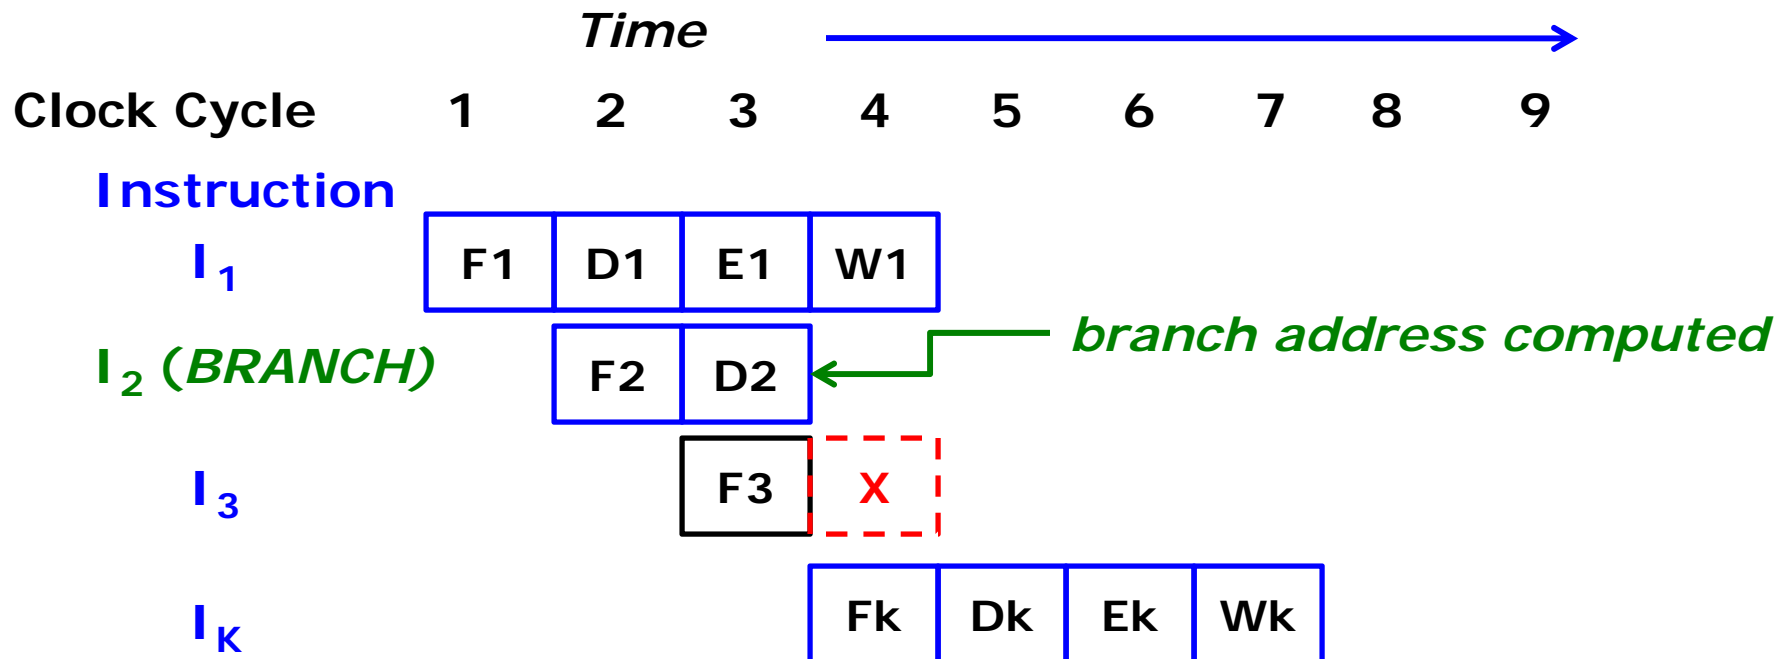 Time
Clock Cycle 1 2 3 4 5 6 7 8 9
Instruction
I1 F1 D1 E1 W1
branch address computed
I2 (BRANCH) F2 D2
I3 F3 X
IK Fk Dk Ek Wk